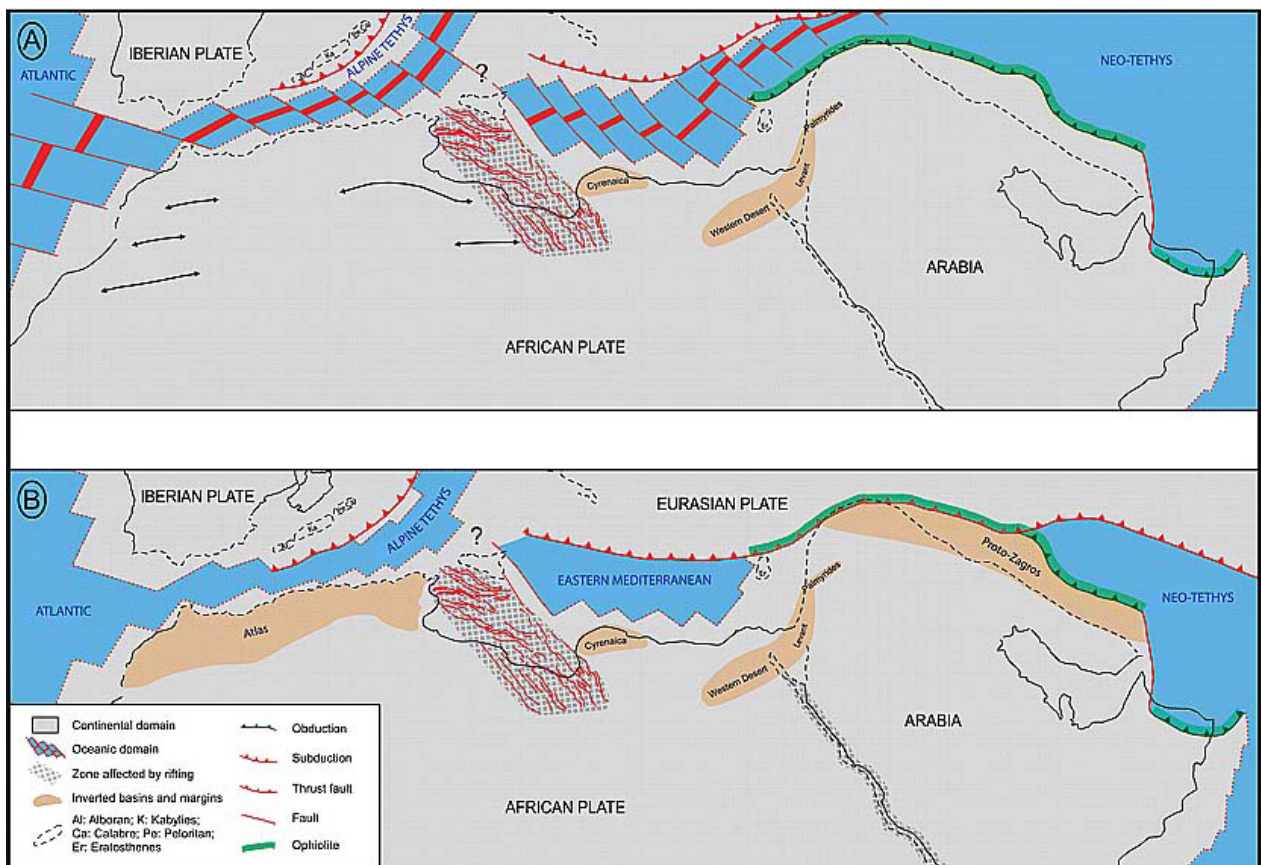 A
IBERIAN PLATE
ATLANTIC
ALPINE TETHYS
?
NEO-TETHYS
Er
Palmyrides
Cyrenaica
Levant
Western Desert
ARABIA
AFRICAN PLATE
B
IBERIAN PLATE
EURASIAN PLATE
ALPINE TETHYS
?
Proto-Zagros
EASTERN MEDITERRANEAN
ATLANTIC
NEO-TETHYS
Palmyrides
Atlas
Cyrenaica
Levant
Western Desert
ARABIA
AFRICAN PLATE
Continental domain
Oceanic domain
Zone affected by rifting
Inverted basins and margins
Al: Alboran; K: Kabylies;
Ca: Calabro; Pe: Peloritan;
Er: Eratosthenes
Obduction
Subduction
Thrust fault
Fault
Ophiolite